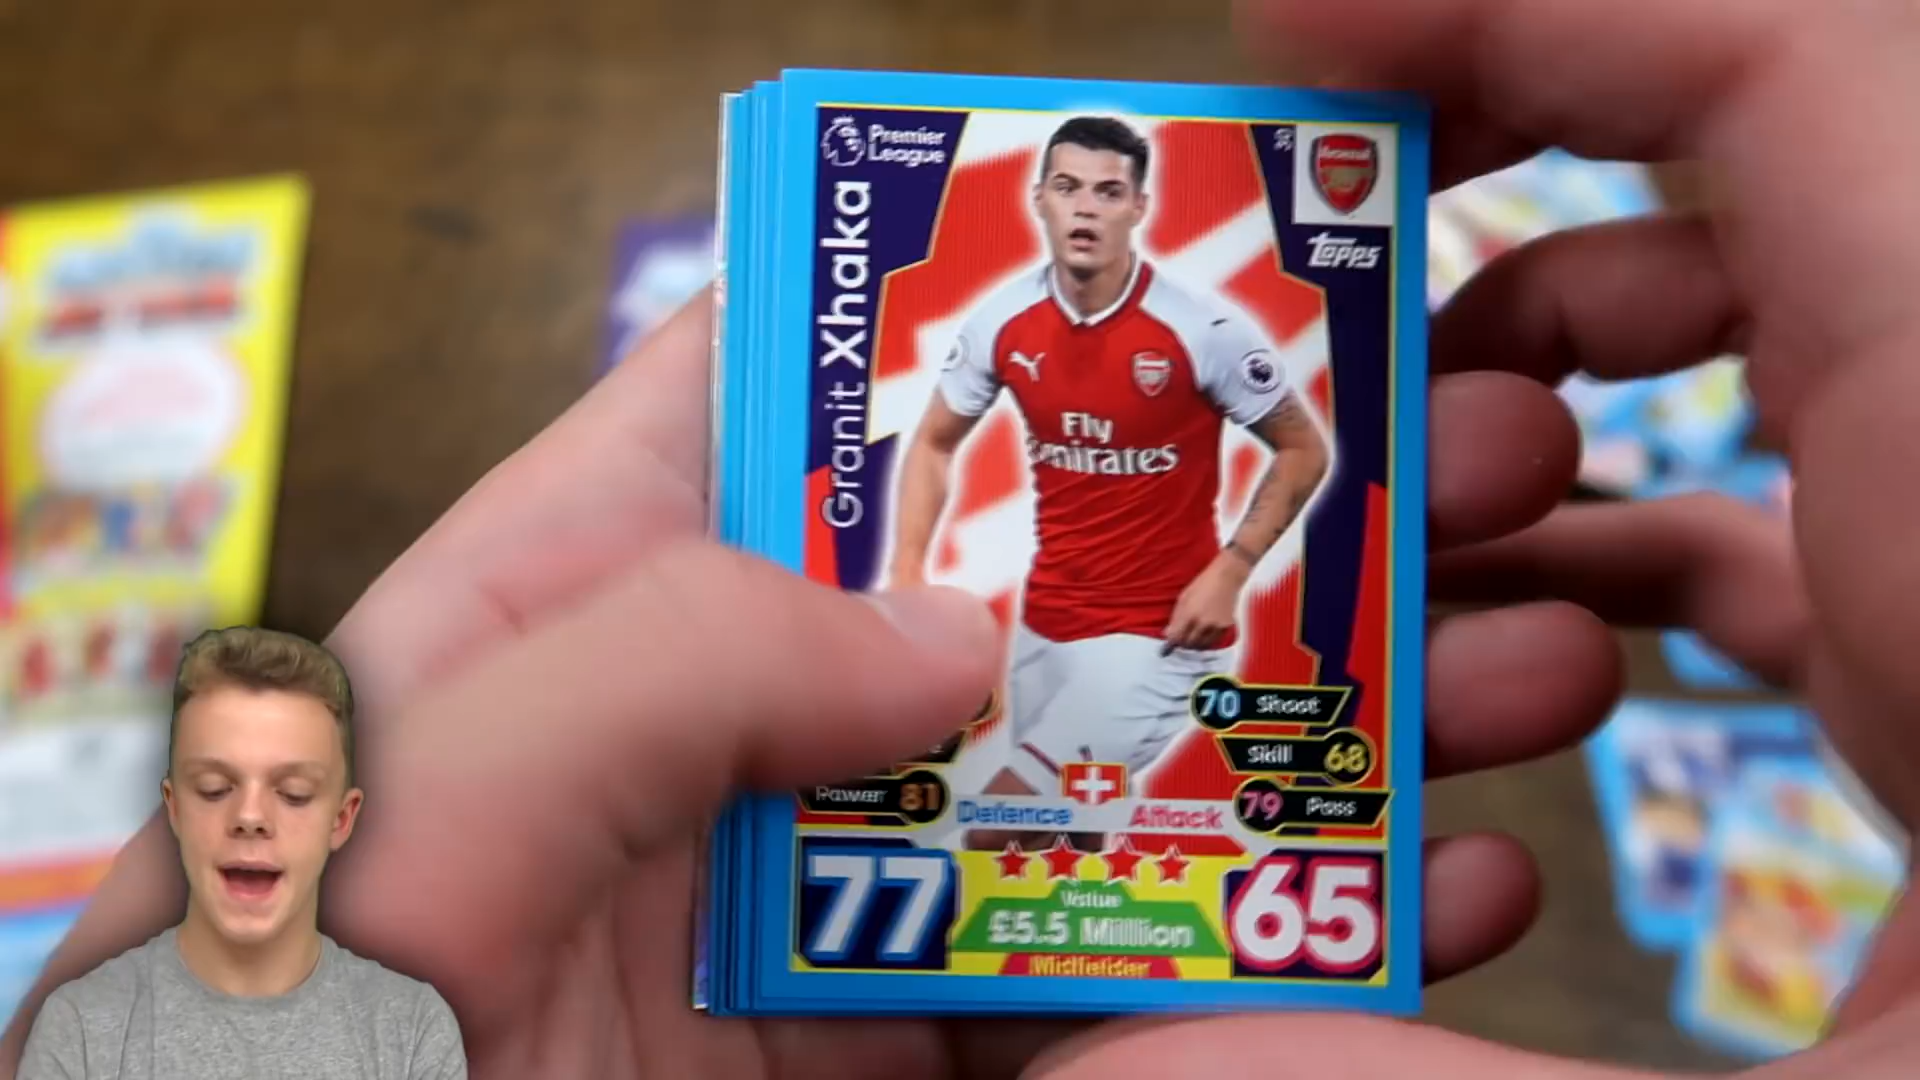 Premier
League
Arsenal
Topps
Granit Xhaka
Fly
Emirates
70 Shoot
Skill 68
Power 81
Defence
Attack
79 Pass
77
65
Value
£5.5 Million
Midfielder